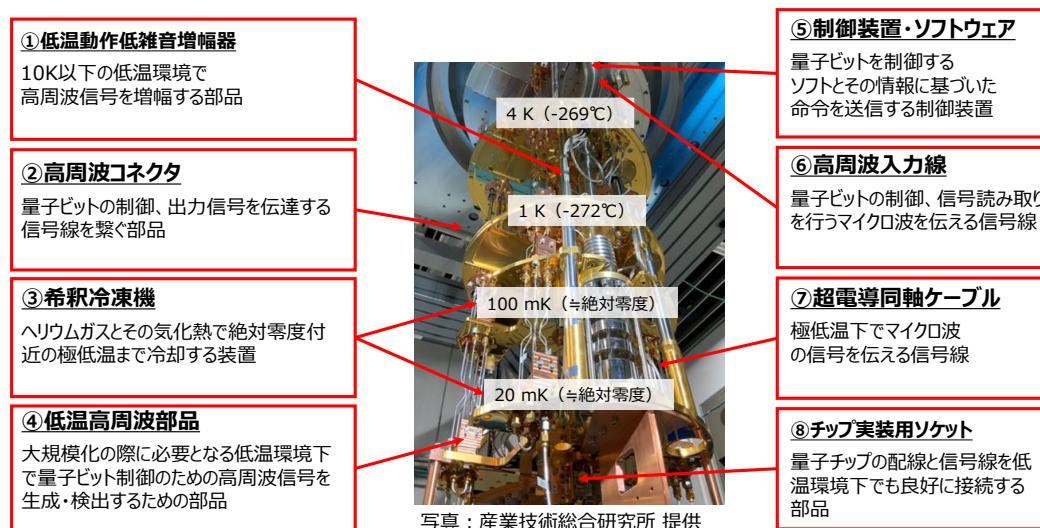 ①低温動作低雑音増幅器
10K以下の低温環境で
高周波信号を増幅する部品
②高周波コネクタ
量子ビットの制御、出力信号を伝達する
信号線を繋ぐ部品
③希釈冷凍機
ヘリウムガスとその気化熱で絶対零度付
近の極低温まで冷却する装置
④低温高周波部品
大規模化の際に必要となる低温環境下
で量子ビット制御のための高周波信号を
生成・検出するための部品
4 K（-269℃）
1 K（-272℃）
100 mK（≒絶対零度）
20 mK（≒絶対零度）
写真：産業技術総合研究所 提供
⑤制御装置・ソフトウェア
量子ビットを制御する
ソフトとその情報に基づいた
命令を送信する制御装置
⑥高周波入力線
量子ビットの制御、信号読み取り
を行うマイクロ波を伝える信号線
⑦超電導同軸ケーブル
極低温下でマイクロ波
の信号を伝える信号線
⑧チップ実装用ソケット
量子チップの配線と信号線を低
温環境下でも良好に接続する
部品